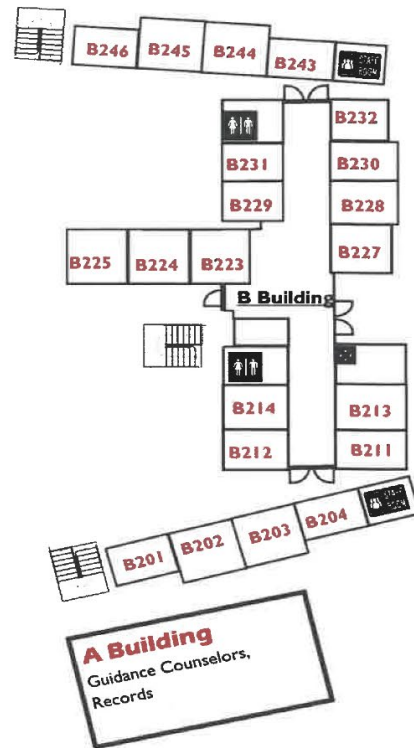 B246
B245
B244
B243
STAFF
ROOM
B232
B231
B230
B229
B228
B227
B225
B224
B223
B Building
B214
B213
B212
B211
STAFF
ROOM
B204
B203
B202
B201
A Building
Guidance Counselors,
Records